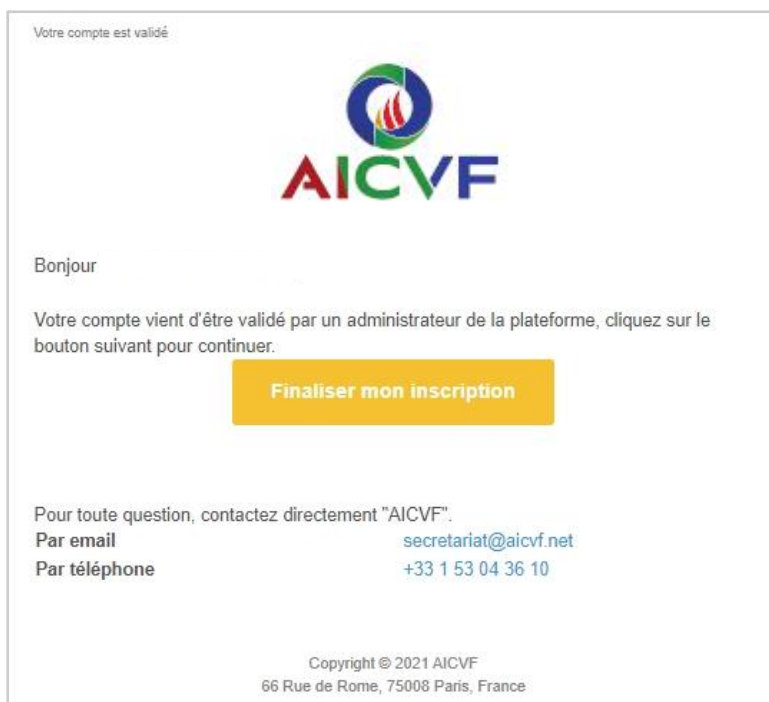 Votre compte est validé
AICVF
Bonjour
Votre compte vient d'être validé par un administrateur de la plateforme, cliquez sur le
bouton suivant pour continuer.
Finaliser mon inscription
Pour toute question, contactez directement "AICVF".
Par email secretariat@aicvf.net
Par téléphone +33 1 53 04 36 10
Copyright © 2021 AICVF
66 Rue de Rome, 75008 Paris, France